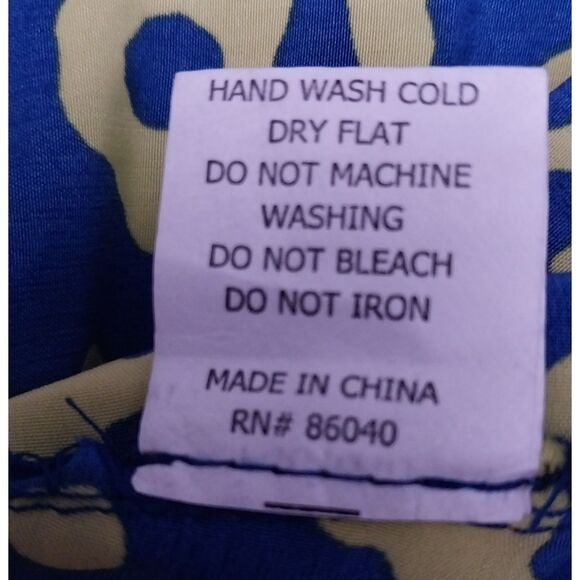 HAND WASH COLD
DRY FLAT
DO NOT MACHINE
WASHING
DO NOT BLEACH
DO NOT IRON
MADE IN CHINA
RN# 86040